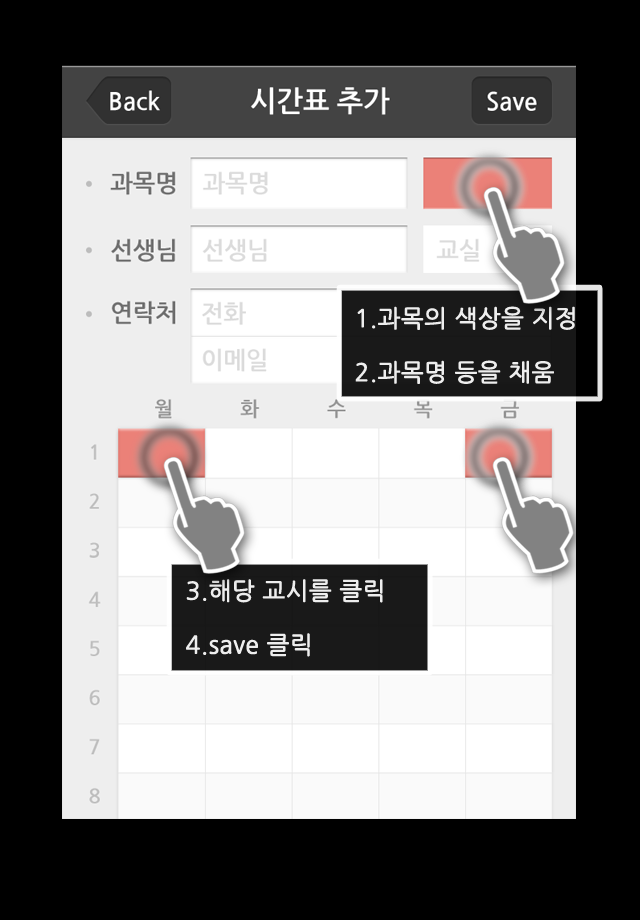 Back 시간표 추가 Save
• 과목명 과목명
• 선생님 선생님 교실
• 연락처 전화
이메일
1.과목의 색상을 지정
2.과목명 등을 채움
월 화 수 목 금
1
2
3
4
5
6
7
8
3.해당 교시를 클릭
4.save 클릭